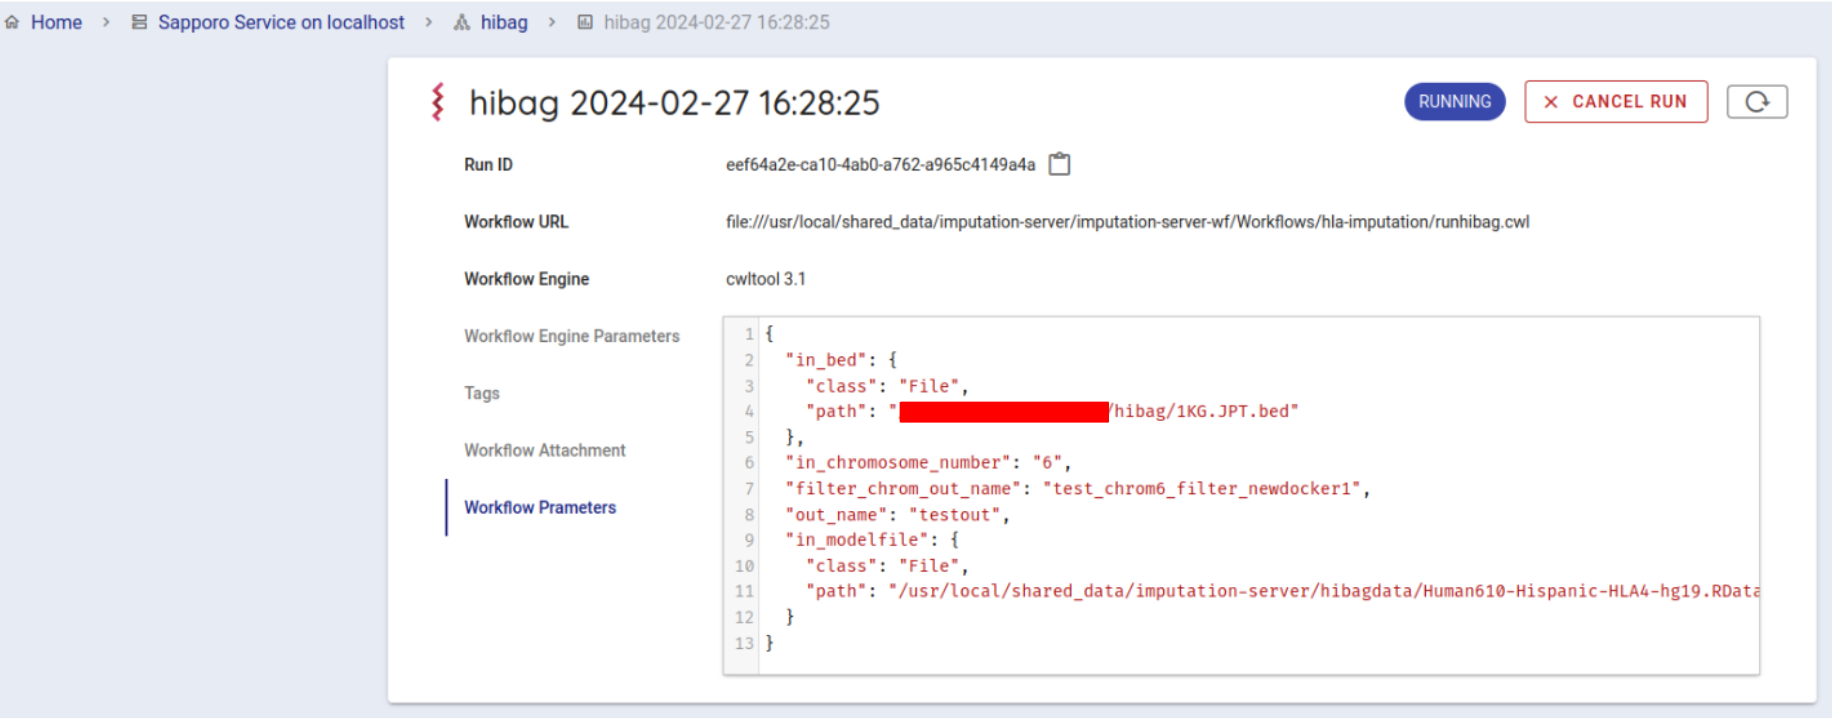 Home > Sapporo Service on localhost > hibag > hibag 2024-02-27 16:28:25
hibag 2024-02-27 16:28:25
RUNNING
× CANCEL RUN
Run ID
eef64a2e-ca10-4ab0-a762-a965c4149a4a
Workflow URL
file:///usr/local/shared_data/imputation-server/imputation-server-wf/Workflows/hla-imputation/runhibag.cwl
Workflow Engine
cwltool 3.1
Workflow Engine Parameters
Tags
Workflow Attachment
Workflow Prameters
1 {
2 "in_bed": {
3 "class": "File",
4 "path": "/hibag/1KG.JPT.bed"
5 },
6 "in_chromosome_number": "6",
7 "filter_chrom_out_name": "test_chrom6_filter_newdocker1",
8 "out_name": "testout",
9 "in_modelfile": {
10 "class": "File",
11 "path": "/usr/local/shared_data/imputation-server/hibagdata/Human610-Hispanic-HLA4-hg19.RData
12 }
13 }